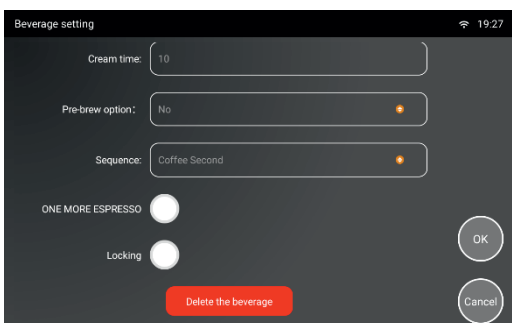 Beverage setting 19:27
Cream time: 10
Pre-brew option: No
Sequence: Coffee Second
ONE MORE ESPRESSO
OK
Locking
Delete the beverage
Cancel